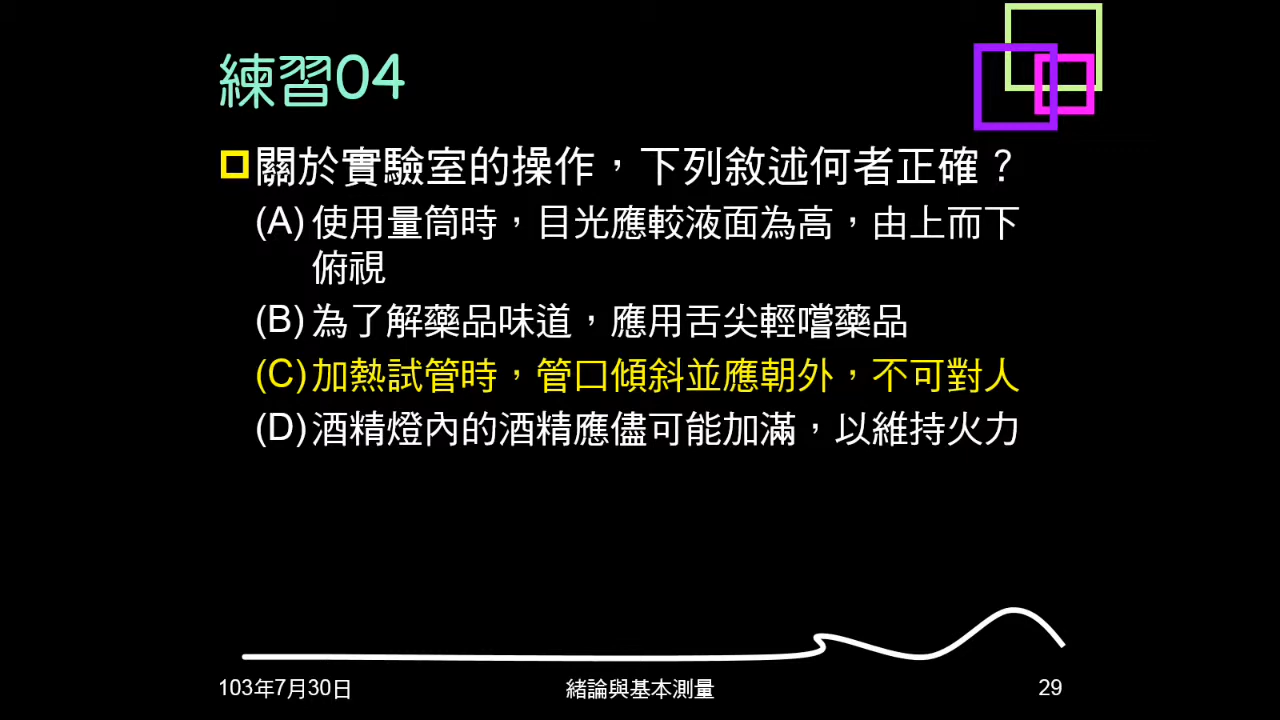 練習04
關於實驗室的操作，下列敘述何者正確？
(A) 使用量筒時，目光應較液面為高，由上而下
俯視
(B) 為了解藥品味道，應用舌尖輕嚐藥品
(C) 加熱試管時，管口傾斜並應朝外，不可對人
(D) 酒精燈內的酒精應儘可能加滿，以維持火力
103年7月30日
緒論與基本測量
29